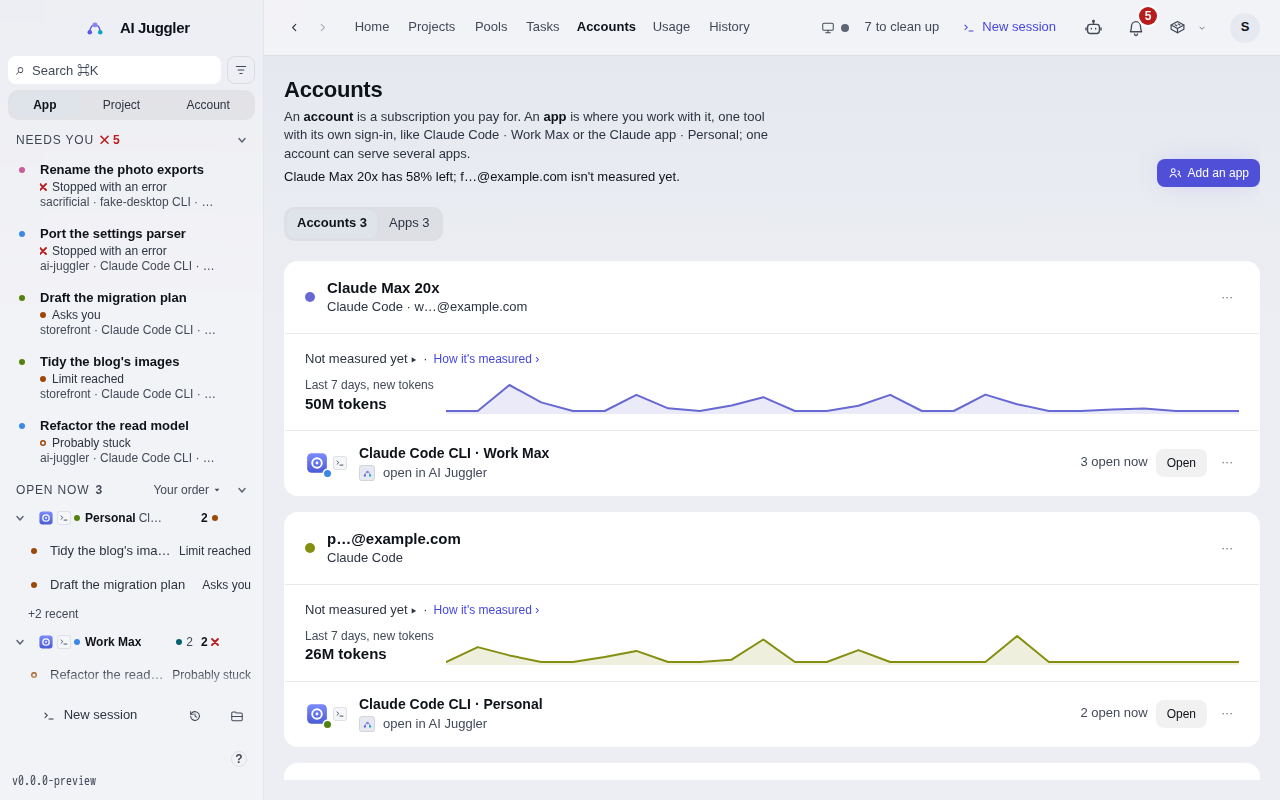 AI Juggler
Search ⌘K
App Project Account
NEEDS YOU 5
Rename the photo exports
Stopped with an error
sacrificial · fake-desktop CLI · …
Port the settings parser
Stopped with an error
ai-juggler · Claude Code CLI · …
Draft the migration plan
Asks you
storefront · Claude Code CLI · …
Tidy the blog's images
Limit reached
storefront · Claude Code CLI · …
Refactor the read model
Probably stuck
ai-juggler · Claude Code CLI · …
OPEN NOW 3 Your order
Personal Cl… 2
Tidy the blog's ima… Limit reached
Draft the migration plan Asks you
+2 recent
Work Max 2 2
Refactor the read… Probably stuck
New session
?
v0.0.0-preview
Home Projects Pools Tasks Accounts Usage History 7 to clean up New session 5 S
Accounts
An account is a subscription you pay for. An app is where you work with it, one tool
with its own sign-in, like Claude Code · Work Max or the Claude app · Personal; one
account can serve several apps.
Claude Max 20x has 58% left; f…@example.com isn't measured yet.
Add an app
Accounts 3 Apps 3
Claude Max 20x
Claude Code · w…@example.com
Not measured yet ▸ · How it's measured ›
Last 7 days, new tokens
50M tokens
Claude Code CLI · Work Max
open in AI Juggler
3 open now Open
p…@example.com
Claude Code
Not measured yet ▸ · How it's measured ›
Last 7 days, new tokens
26M tokens
Claude Code CLI · Personal
open in AI Juggler
2 open now Open